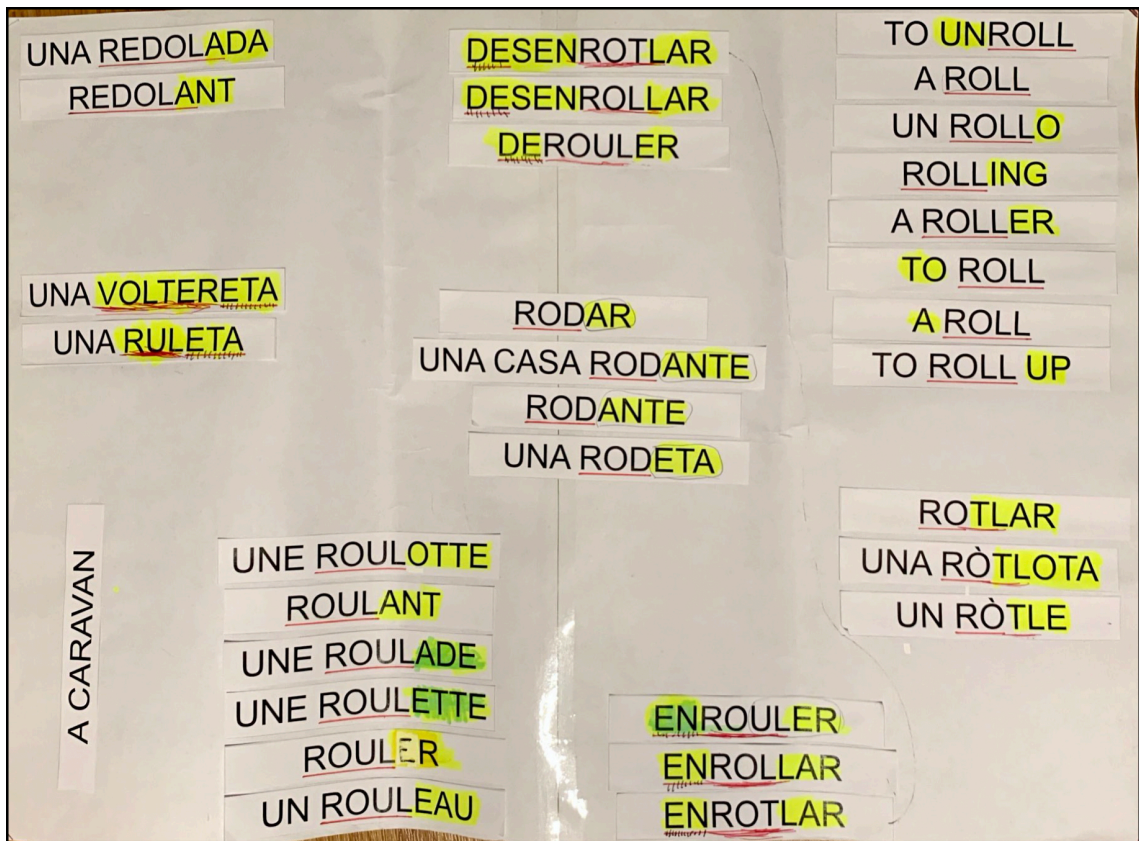 UNA REDOLADA
REDOLANT
UNA VOLTERETA
UNA RULETA
A CARAVAN
UNE ROULOTTE
ROULANT
UNE ROULADE
UNE ROULETTE
ROULER
UN ROULEAU
DESENROTLAR
DESENROLLAR
DEROULER
RODAR
UNA CASA RODANTE
RODANTE
UNA RODETA
ENROULER
ENROLLAR
ENROTLAR
TO UNROLL
A ROLL
UN ROLLO
ROLLING
A ROLLER
TO ROLL
A ROLL
TO ROLL UP
ROTLAR
UNA RÒTLOTA
UN RÒTLE